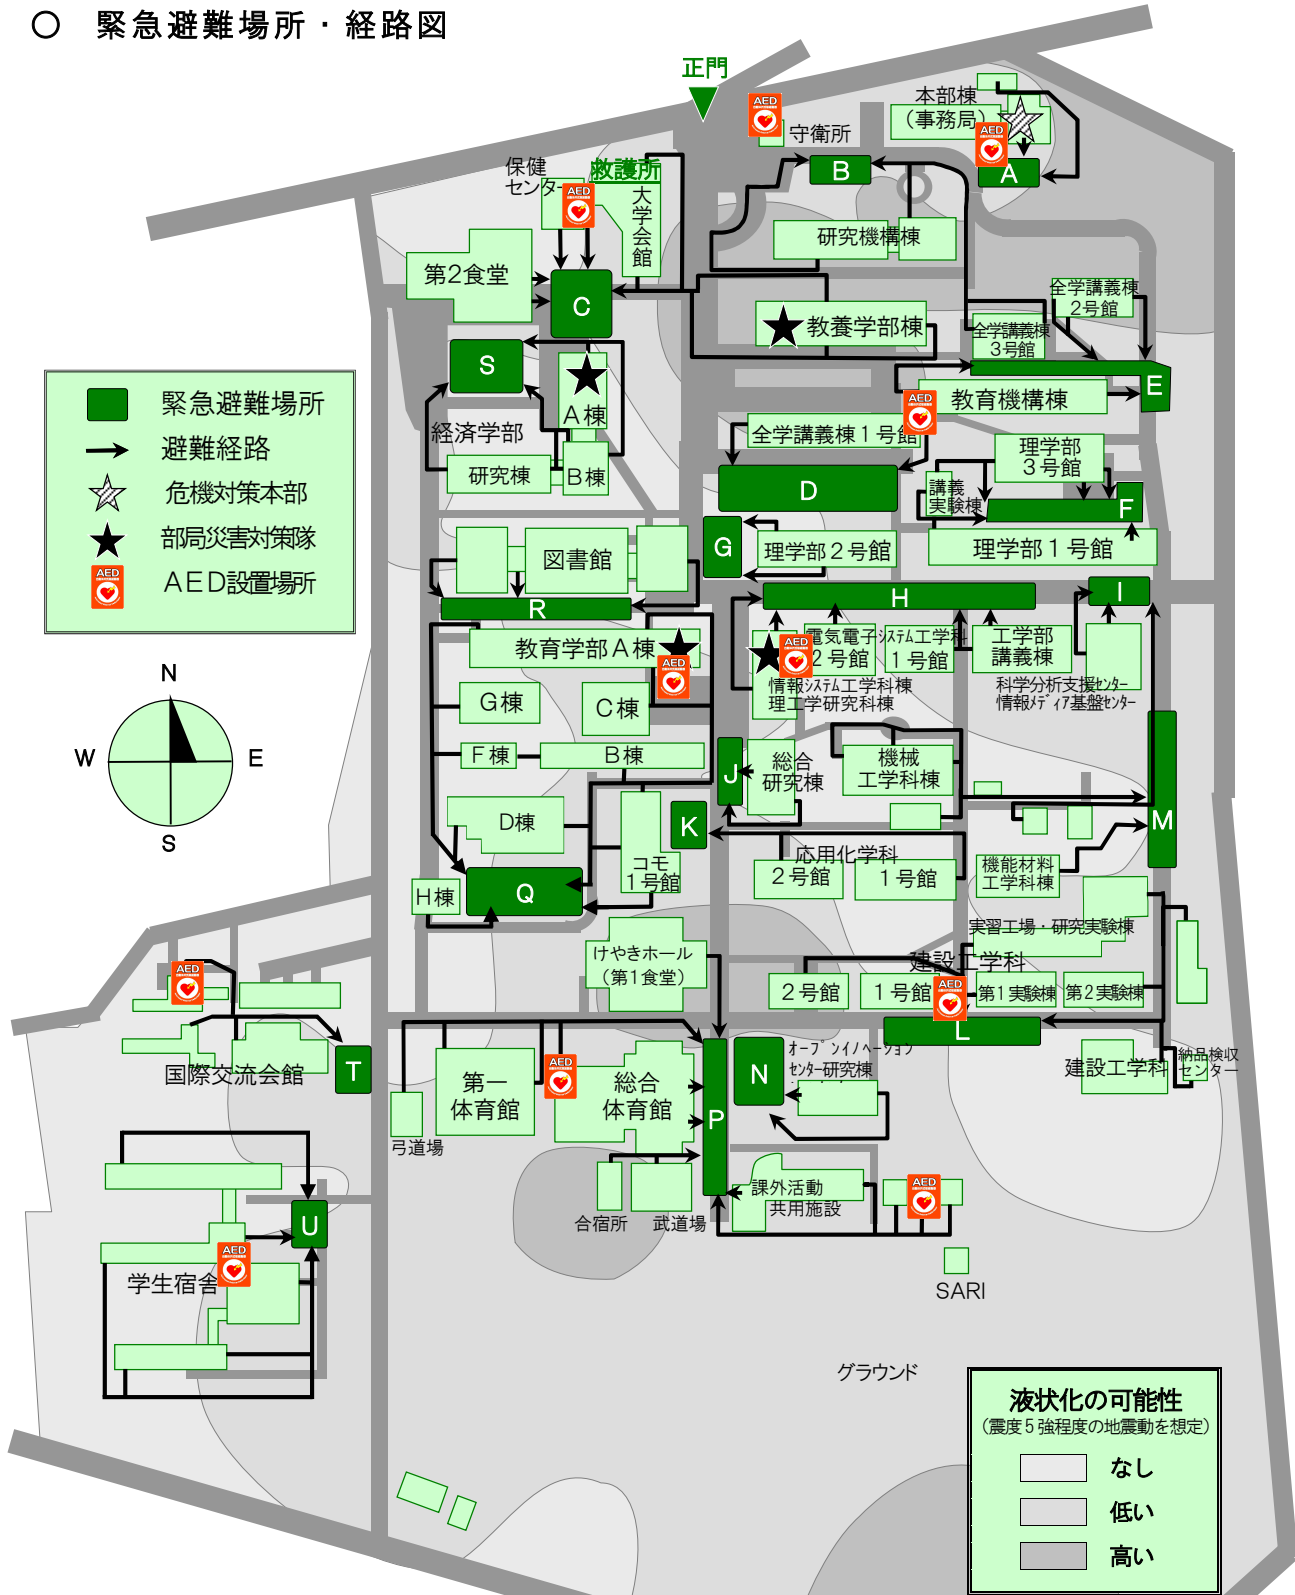 ○ 緊急避難場所・経路図
正門
AED
守衛所
本部棟
（事務局）
AED
A
B
保健
センター
救護所
AED
大学会館
研究機構棟
第2食堂
C
全学講義棟
2号館
教養学部棟
全学講義棟
3号館
S
A棟
経済学部
研究棟
B棟
E
教育機構棟
AED
全学講義棟1号館
理学部
3号館
D
講義
実験棟
F
G
理学部2号館
理学部1号館
緊急避難場所
避難経路
危機対策本部
部局災害対策隊
AED
AED設置場所
図書館
R
H
I
教育学部A棟
AED
AED
電気電子システム工学科
2号館
1号館
工学部
講義棟
情報システム工学科棟
理工学研究科棟
科学分析支援センター
情報メディア基盤センター
G棟
C棟
F棟
B棟
J
総合
研究棟
機械
工学科棟
N
W
E
S
D棟
K
M
コモ
1号館
応用化学科
2号館
1号館
機能材料
工学科棟
H棟
Q
実習工場・研究実験棟
けやきホール
（第1食堂）
建設工学科
2号館
1号館
AED
第1実験棟
第2実験棟
AED
L
国際交流会館
T
第一
体育館
AED
総合
体育館
N
オープンイノベーション
センター研究棟
建設工学科
納品検収
センター
P
弓道場
合宿所
武道場
課外活動
共用施設
AED
U
AED
学生宿舎
SARI
グラウンド
液状化の可能性
（震度5強程度の地震動を想定）
なし
低い
高い